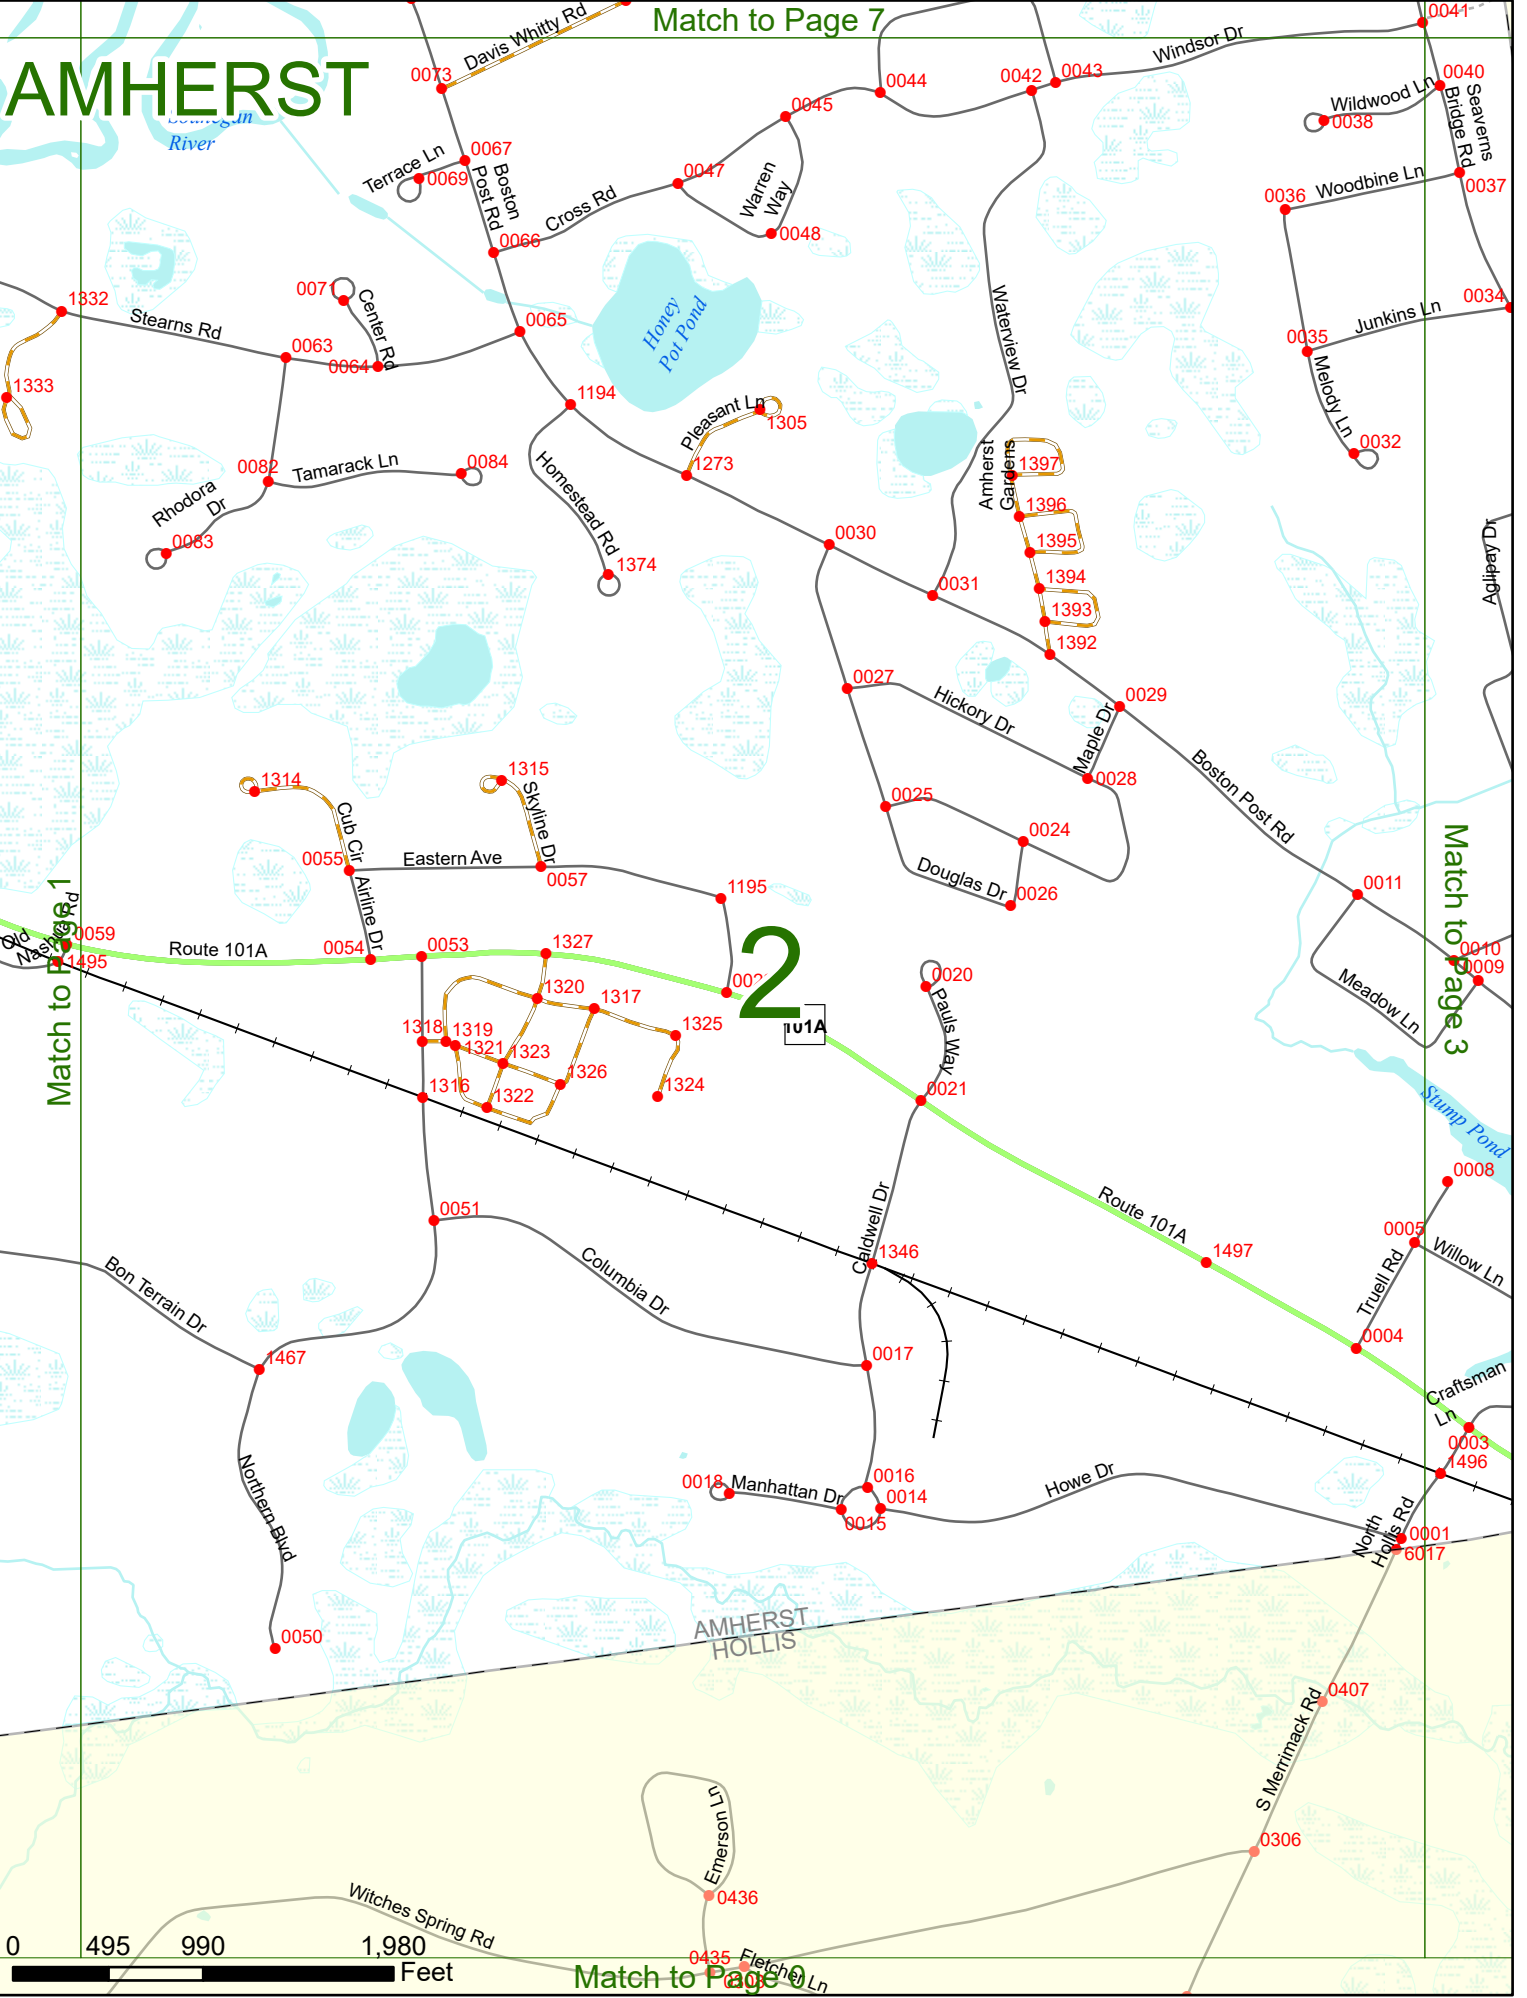 Match to Page 7
AMHERST
Souhegan
River
Davis Whitty Rd
0073
0041
0044
0042
0043
Windsor Dr
0040
Wildwood Ln
0038
Seaverns
Bridge Rd
0045
0067
Terrace Ln
0069
Boston
Post Rd
0047
Warren
Way
Cross Rd
0048
0066
Woodbine Ln
0036
0037
0071
Center Rd
1332
Stearns Rd
0063
0064
0065
Honey
Pot Pond
Waterview Dr
0034
Junkins Ln
0035
Melody Ln
0032
1333
1194
Pleasant Ln
1305
1273
0082
Tamarack Ln
0084
Rhodora
Dr
0083
Homestead Rd
1374
Amherst
Gardens
1397
1396
1395
1394
1393
1392
0030
0031
0027
Hickory Dr
0029
Maple Dr
0028
Boston Post Rd
0025
0024
Douglas Dr
0026
1314
Cub Cir
1315
Skyline Dr
0055
Eastern Ave
0057
Airline Dr
1195
0011
Match to Page 3
0010
0009
Meadow Ln
Match to Page 1
Old
Nashua Rd
0059
1495
Route 101A
0054
0053
1327
2
101A
0020
Pauls Way
1320
1317
1325
1318
1319
1321
1323
1326
1324
1316
1322
0021
Stump Pond
0008
0005
Willow Ln
Truell Rd
0051
Columbia Dr
Caldwell Dr
1346
Route 101A
1497
0004
Bon Terrain Dr
1467
0017
Craftsman
Ln
0003
1496
Northern Blvd
0018
Manhattan Dr
0016
0014
0015
Howe Dr
North
Hollis Rd
0001
6017
0050
AMHERST
HOLLIS
0407
S Merrimack Rd
0306
Emerson Ln
0436
Witches Spring Rd
0435
Fletcher Ln
Match to Page 0
0 495 990 1,980
Feet